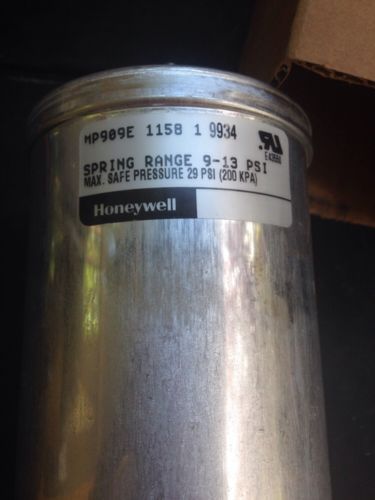 MP909E 1158 1 9934
SPRING RANGE 9-13 PSI
MAX. SAFE PRESSURE 29 PSI (200 KPA)
Honeywell